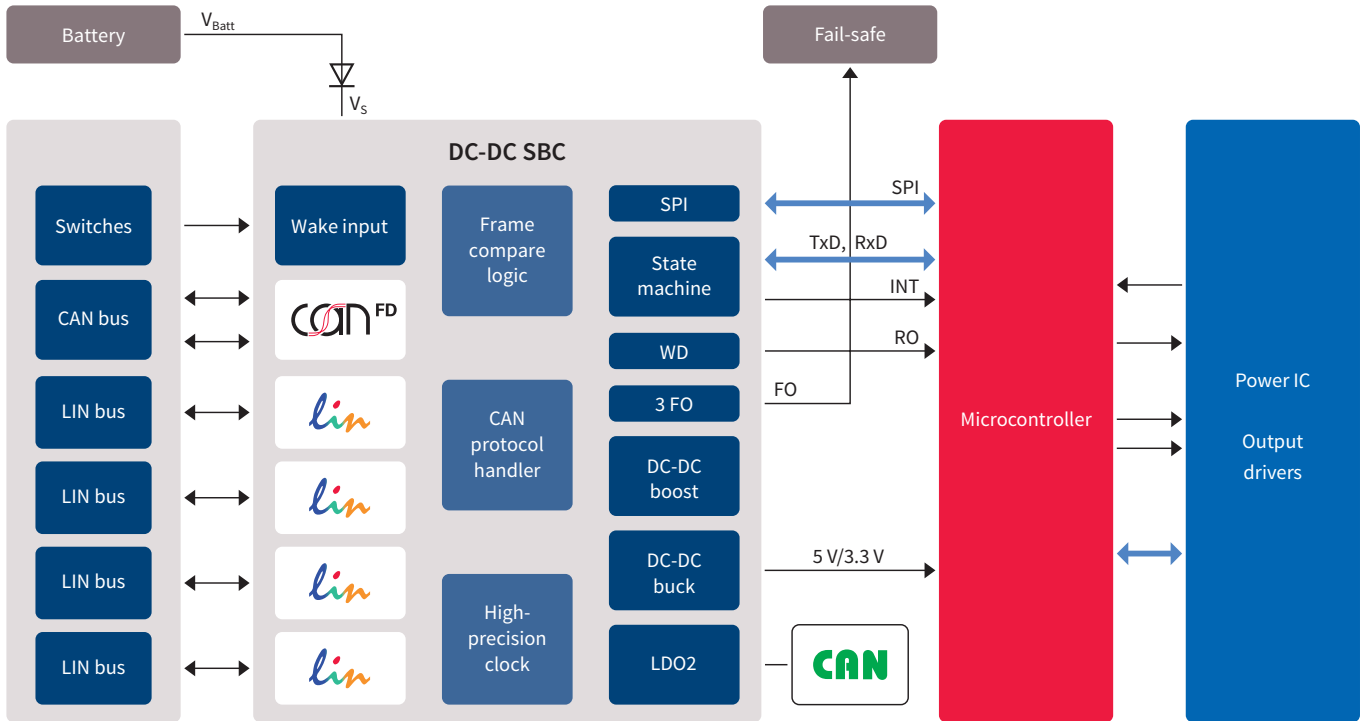 Battery
VBatt
VS
Fail-safe
DC-DC SBC
Switches
CAN bus
LIN bus
LIN bus
LIN bus
LIN bus
Wake input
CAN FD
lin
lin
lin
lin
Frame
compare
logic
CAN
protocol
handler
High-
precision
clock
SPI
State
machine
WD
3 FO
DC-DC
boost
DC-DC
buck
LDO2
SPI
TxD, RxD
INT
RO
FO
5 V/3.3 V
CAN
Microcontroller
Power IC
Output
drivers